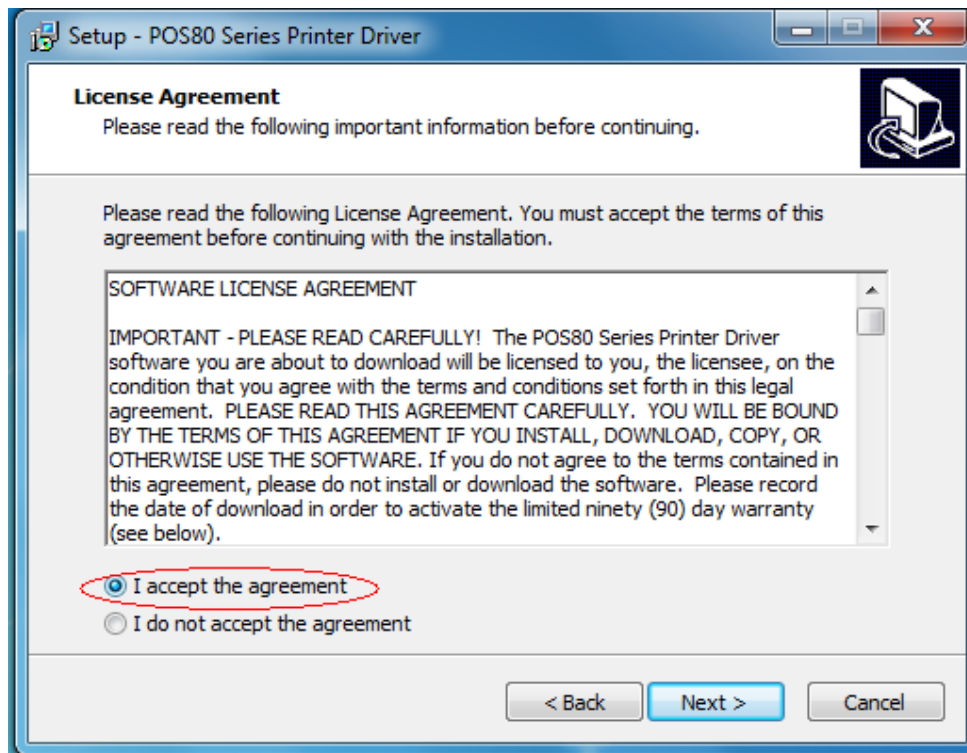 Setup - POS80 Series Printer Driver
License Agreement
Please read the following important information before continuing.
Please read the following License Agreement. You must accept the terms of this
agreement before continuing with the installation.
SOFTWARE LICENSE AGREEMENT
IMPORTANT - PLEASE READ CAREFULLY!  The POS80 Series Printer Driver
software you are about to download will be licensed to you, the licensee, on the
condition that you agree with the terms and conditions set forth in this legal
agreement.  PLEASE READ THIS AGREEMENT CAREFULLY.  YOU WILL BE BOUND
BY THE TERMS OF THIS AGREEMENT IF YOU INSTALL, DOWNLOAD, COPY, OR
OTHERWISE USE THE SOFTWARE. If you do not agree to the terms contained in
this agreement, please do not install or download the software.  Please record
the date of download in order to activate the limited ninety (90) day warranty
(see below).
I accept the agreement
I do not accept the agreement
< Back Next > Cancel